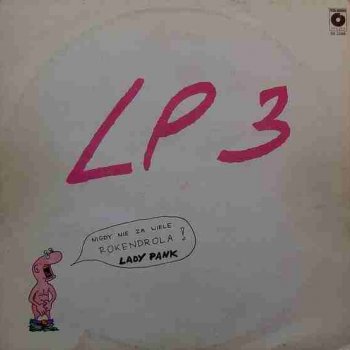 LP 3
NIGDY NIE ZA WIELE
ROKENDROLA !
LADY PANK